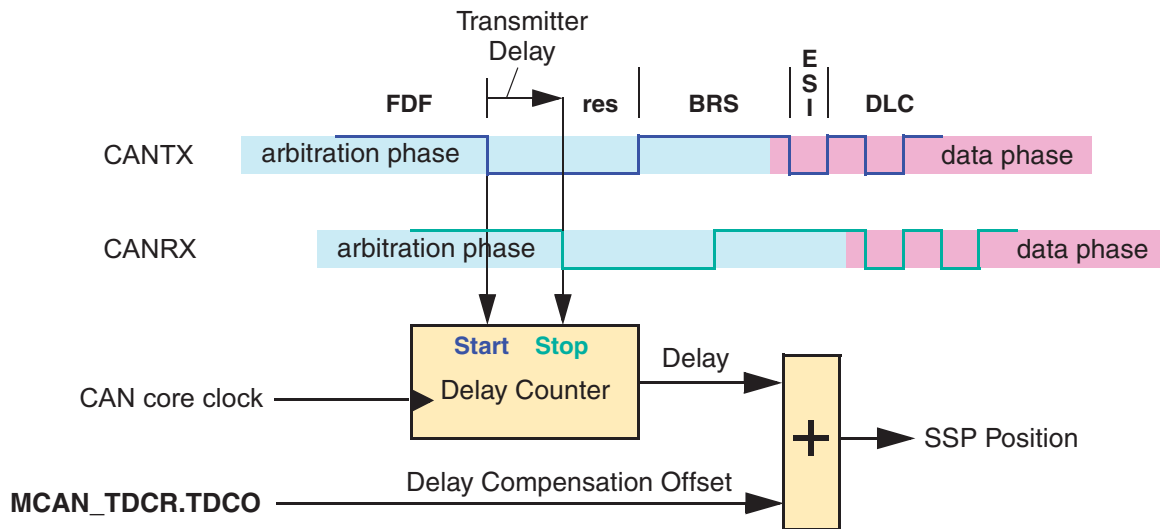 Transmitter
Delay
FDF
res
BRS
E
S
I
DLC
CANTX
arbitration phase
data phase
CANRX
arbitration phase
data phase
Start
Stop
Delay Counter
CAN core clock
Delay
+
SSP Position
Delay Compensation Offset
MCAN_TDCR.TDCO